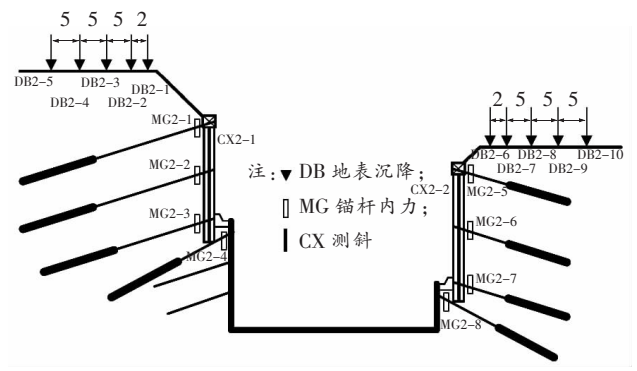 5 5 5 2
DB2-5 DB2-3 DB2-1
DB2-4 DB2-2
MG2-1
CX2-1
MG2-2
MG2-3
MG2-4
注:▼DB 地表沉降;
MG 锚杆内力;
CX 测斜
2 5 5 5
DB2-6 DB2-8 DB2-10
DB2-7 DB2-9
CX2-2 MG2-5
MG2-6
MG2-7
MG2-8